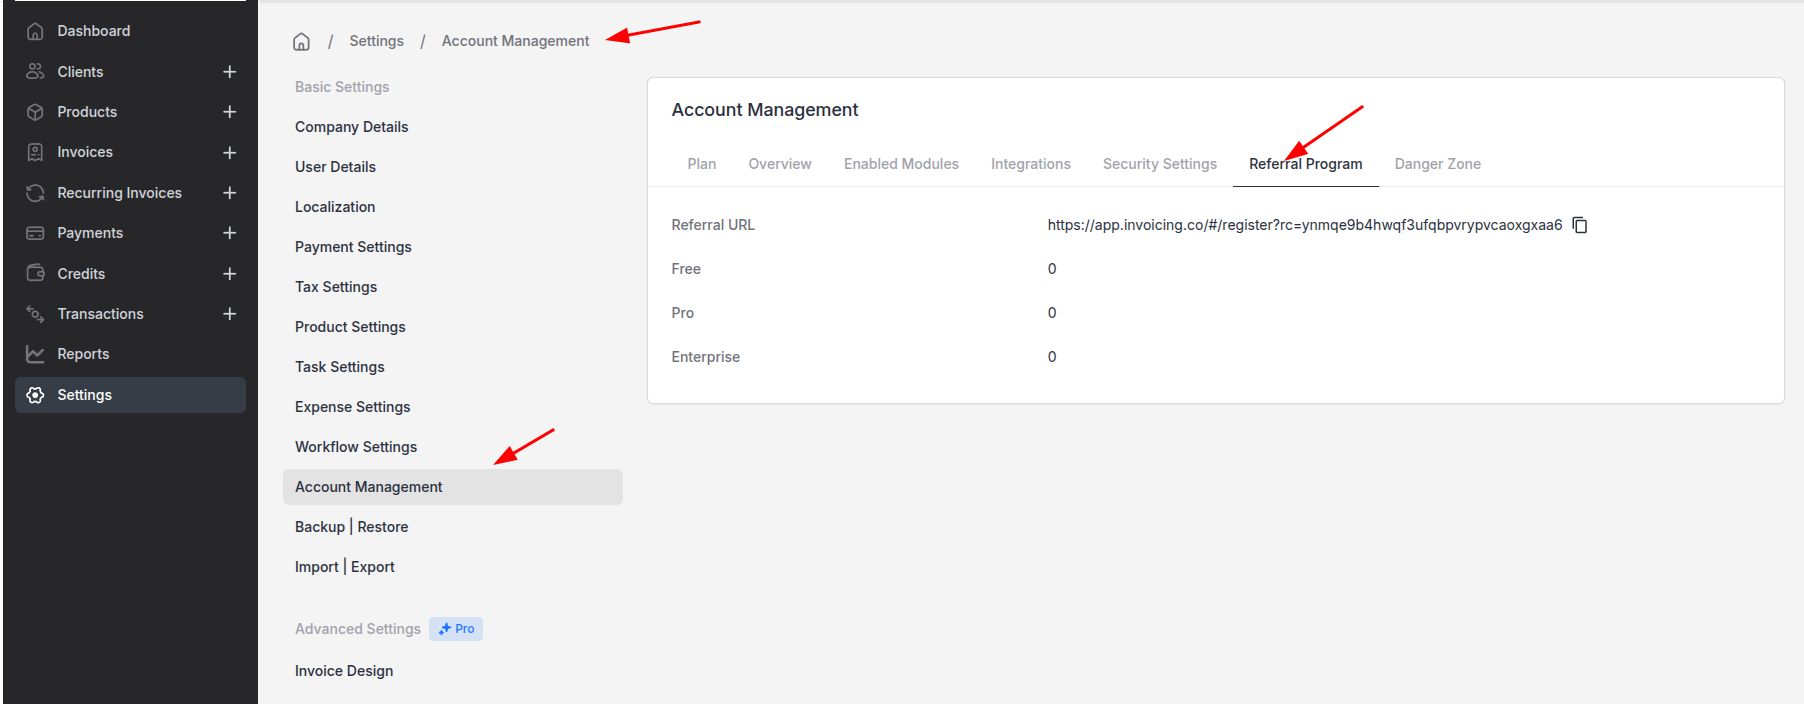 Dashboard
Clients
Products
Invoices
Recurring Invoices
Payments
Credits
Transactions
Reports
Settings
/ Settings / Account Management
Basic Settings
Company Details
User Details
Localization
Payment Settings
Tax Settings
Product Settings
Task Settings
Expense Settings
Workflow Settings
Account Management
Backup | Restore
Import | Export
Advanced Settings Pro
Invoice Design
Account Management
Plan Overview Enabled Modules Integrations Security Settings Referral Program Danger Zone
Referral URL https://app.invoicing.co/#/register?rc=ynmqe9b4hwqf3ufqbpvrypvcaoxgxaa6
Free 0
Pro 0
Enterprise 0